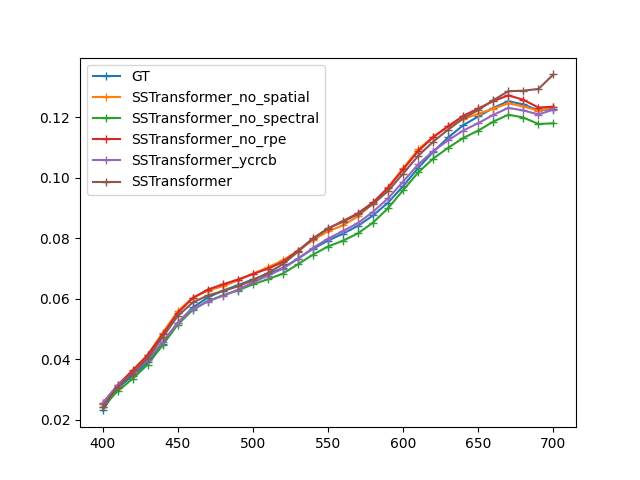 GT
SSTransformer_no_spatial
SSTransformer_no_spectral
SSTransformer_no_rpe
SSTransformer_ycrcb
SSTransformer
0.12
0.10
0.08
0.06
0.04
0.02
400 450 500 550 600 650 700